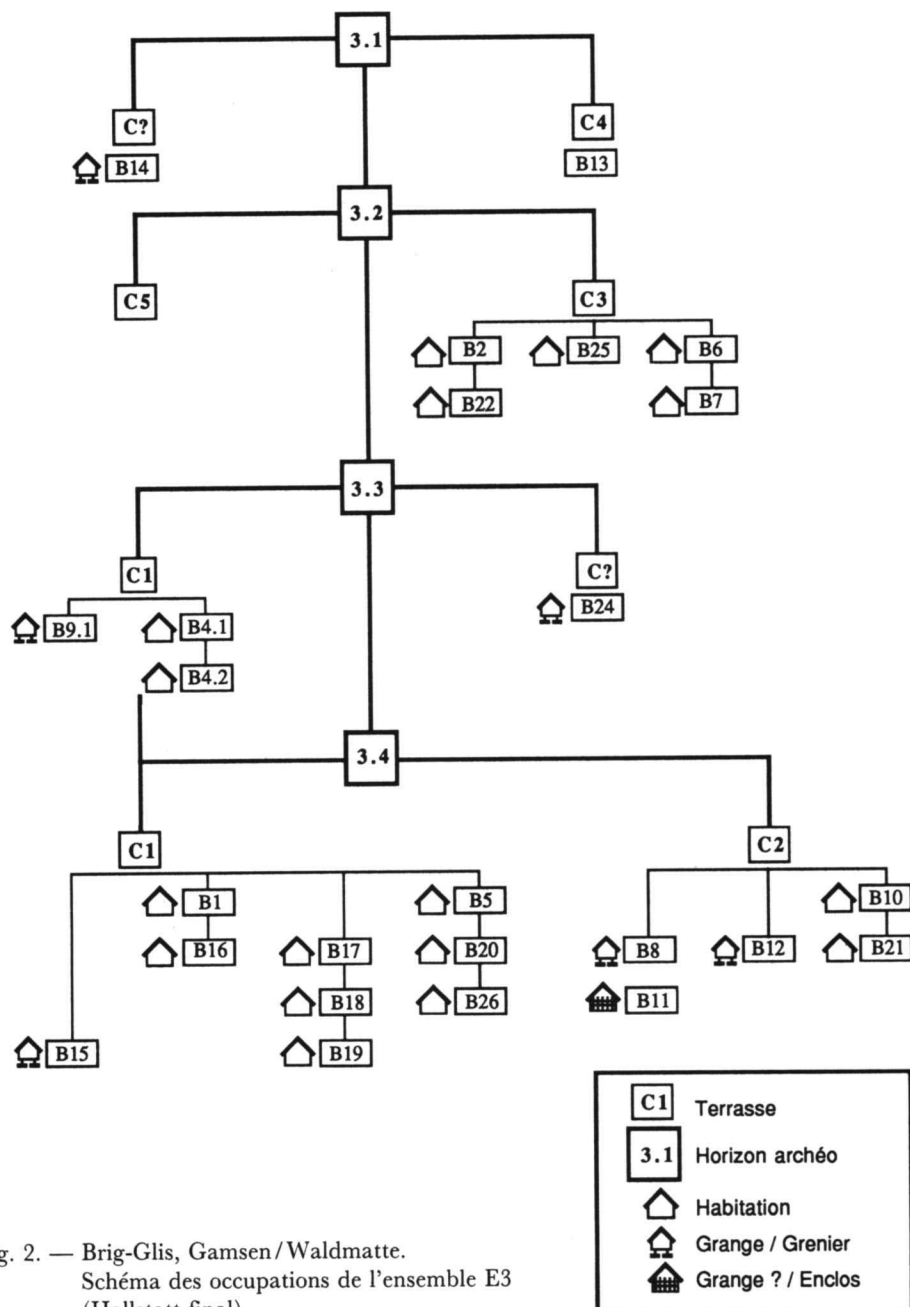 3.1
C?
C4
B14
B13
3.2
C5
C3
B2
B25
B6
B22
B7
3.3
C1
C?
B9.1
B4.1
B24
B4.2
3.4
C1
C2
B1
B5
B10
B16
B17
B20
B8
B12
B21
B18
B26
B11
B15
B19
C1 Terrasse
3.1 Horizon archéo
Habitation
Grange / Grenier
Grange ? / Enclos
g. 2. — Brig-Glis, Gamsen/Waldmatte.
Schéma des occupations de l'ensemble E3
(Hallstatt final)